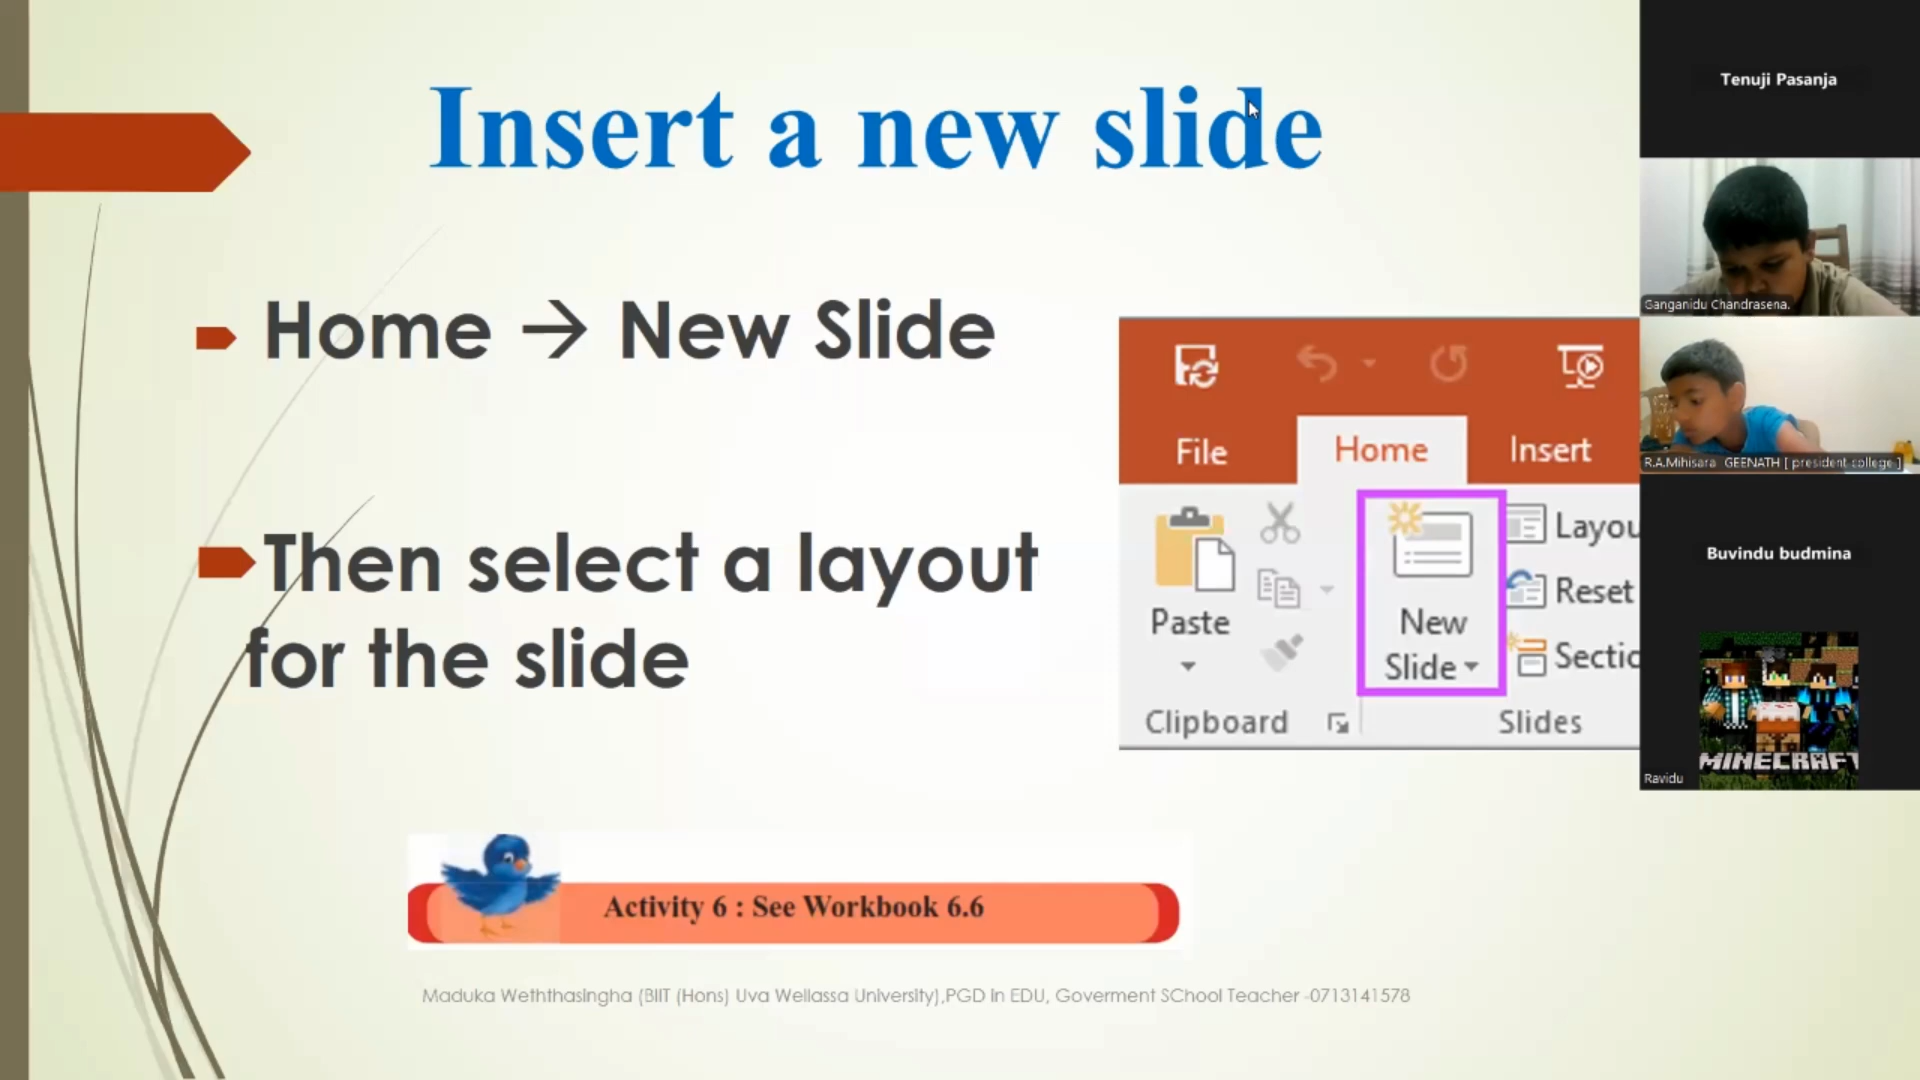 Insert a new slide
Home → New Slide
Then select a layout
for the slide
File Home Insert
Layou
Reset
Sectio
Paste
New
Slide
Clipboard Slides
Activity 6 : See Workbook 6.6
Maduka Weththasingha (BIIT (Hons) Uva Wellassa University),PGD in EDU, Goverment SChool Teacher -0713141578
Tenuji Pasanja
Ganganidu Chandrasena.
R.A.Mihisara GEENATH [ president college ]
Buvindu budmina
MINECRAFT
Ravidu